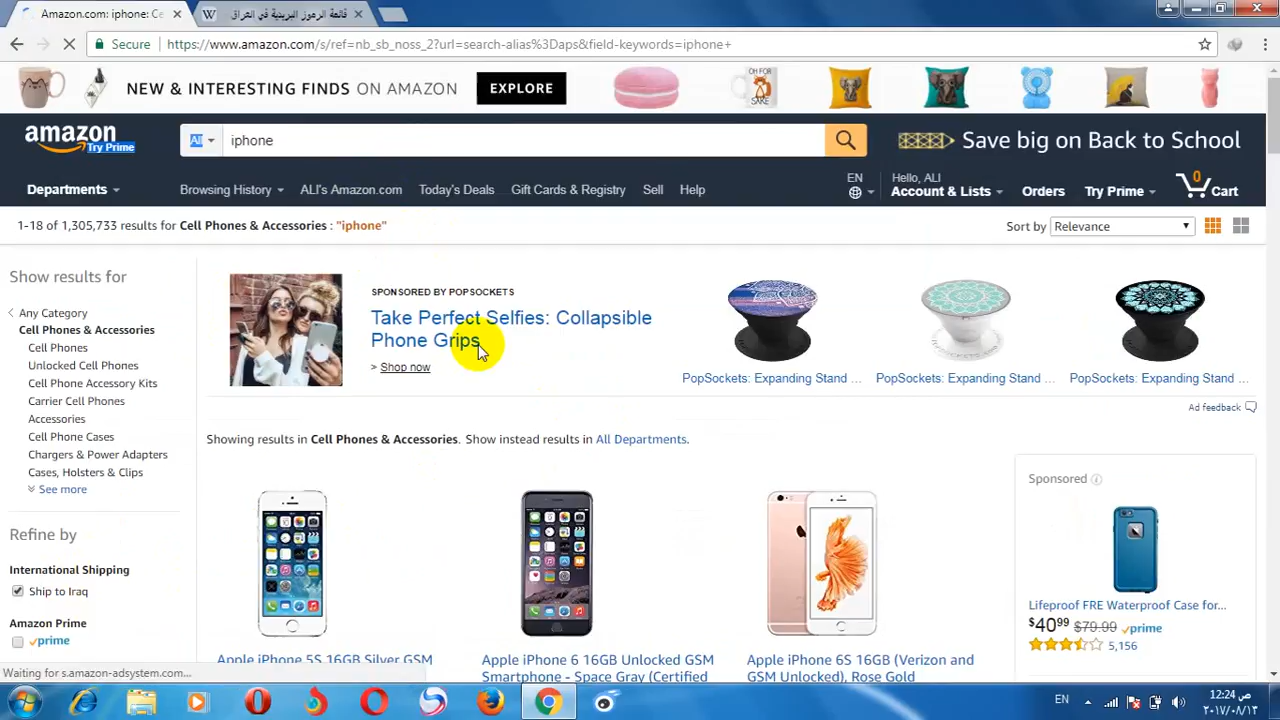 Amazon.com: iphone: Ce
قائمة الرموز البريدية في العراق
Secure
https://www.amazon.com/s/ref=nb_sb_noss_2?url=search-alias%3Daps&field-keywords=iphone+
NEW & INTERESTING FINDS ON AMAZON
EXPLORE
OH FOR
SAKE
amazon
Try Prime
All
iphone
Save big on Back to School
Departments
Browsing History
ALI's Amazon.com
Today's Deals
Gift Cards & Registry
Sell
Help
EN
Hello, ALI
Account & Lists
Orders
Try Prime
0
Cart
1-18 of 1,305,733 results for Cell Phones & Accessories : "iphone"
Sort by
Relevance
Show results for
Any Category
Cell Phones & Accessories
Cell Phones
Unlocked Cell Phones
Cell Phone Accessory Kits
Carrier Cell Phones
Accessories
Cell Phone Cases
Chargers & Power Adapters
Cases, Holsters & Clips
See more
Refine by
International Shipping
Ship to Iraq
Amazon Prime
prime
SPONSORED BY POPSOCKETS
Take Perfect Selfies: Collapsible
Phone Grips
> Shop now
PopSockets: Expanding Stand ...
PopSockets: Expanding Stand ...
PopSockets: Expanding Stand ...
Ad feedback
Showing results in Cell Phones & Accessories. Show instead results in All Departments.
Apple iPhone 5S 16GB Silver GSM
Apple iPhone 6 16GB Unlocked GSM
Smartphone - Space Gray (Certified
Apple iPhone 6S 16GB (Verizon and
GSM Unlocked), Rose Gold
Sponsored
Lifeproof FRE Waterproof Case for...
$40⁹⁹ $79.99 prime
5,156
Waiting for s.amazon-adsystem.com...
EN
12:24 ص
٢٠١٧/٠٨/١٣